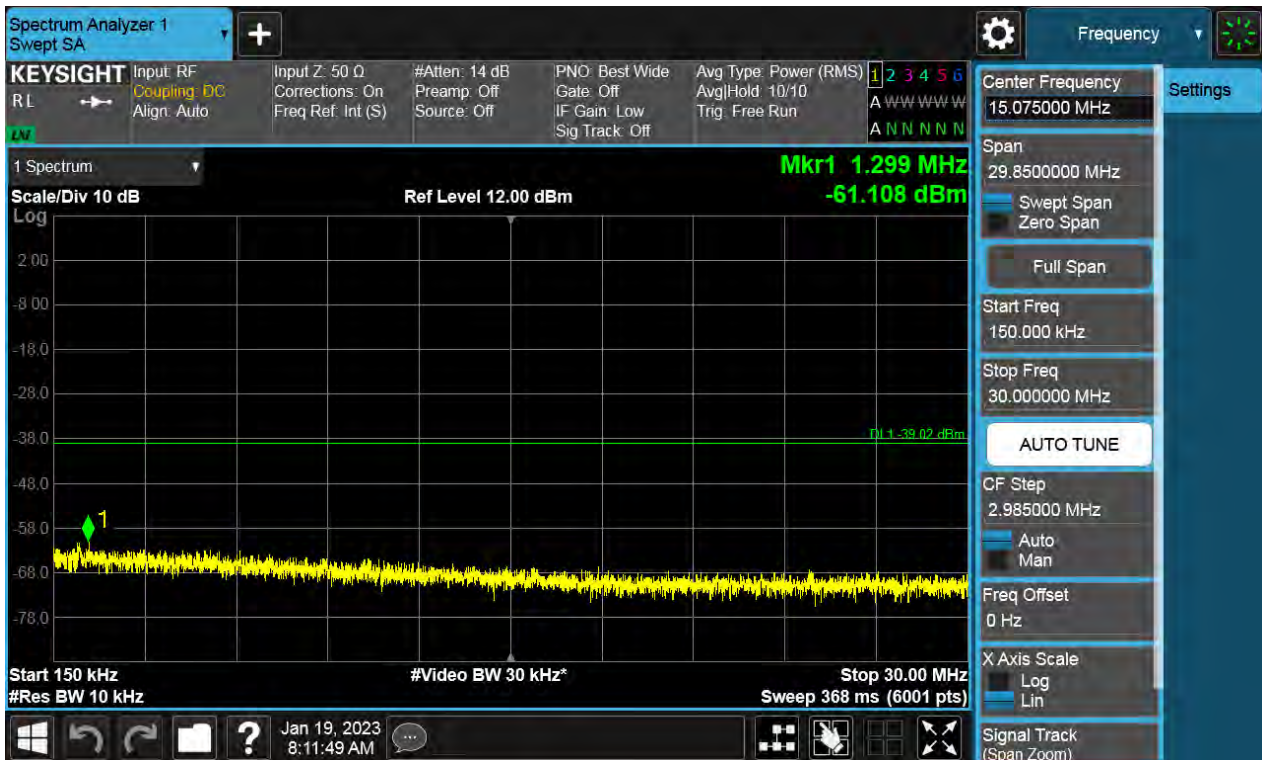 Spectrum Analyzer 1
Swept SA
+
Frequency
KEYSIGHT
RL
LNI
Input: RF
Coupling: DC
Align: Auto
Input Z: 50 Ω
Corrections: On
Freq Ref: Int (S)
#Atten: 14 dB
Preamp: Off
Source: Off
PNO: Best Wide
Gate: Off
IF Gain: Low
Sig Track: Off
Avg Type: Power (RMS)
Avg|Hold: 10/10
Trig: Free Run
1 2 3 4 5 6
A WW WW W
A N N N N N
1 Spectrum
Mkr1 1.299 MHz
-61.108 dBm
Scale/Div 10 dB
Ref Level 12.00 dBm
Log
2.00
-8.00
-18.0
-28.0
-38.0
-48.0
-58.0
-68.0
-78.0
DL1 -39.02 dBm
1
Start 150 kHz
#Video BW 30 kHz*
Stop 30.00 MHz
#Res BW 10 kHz
Sweep 368 ms (6001 pts)
?
Jan 19, 2023
8:11:49 AM
Center Frequency
15.075000 MHz
Settings
Span
29.8500000 MHz
Swept Span
Zero Span
Full Span
Start Freq
150.000 kHz
Stop Freq
30.000000 MHz
AUTO TUNE
CF Step
2.985000 MHz
Auto
Man
Freq Offset
0 Hz
X Axis Scale
Log
Lin
Signal Track
(Span Zoom)